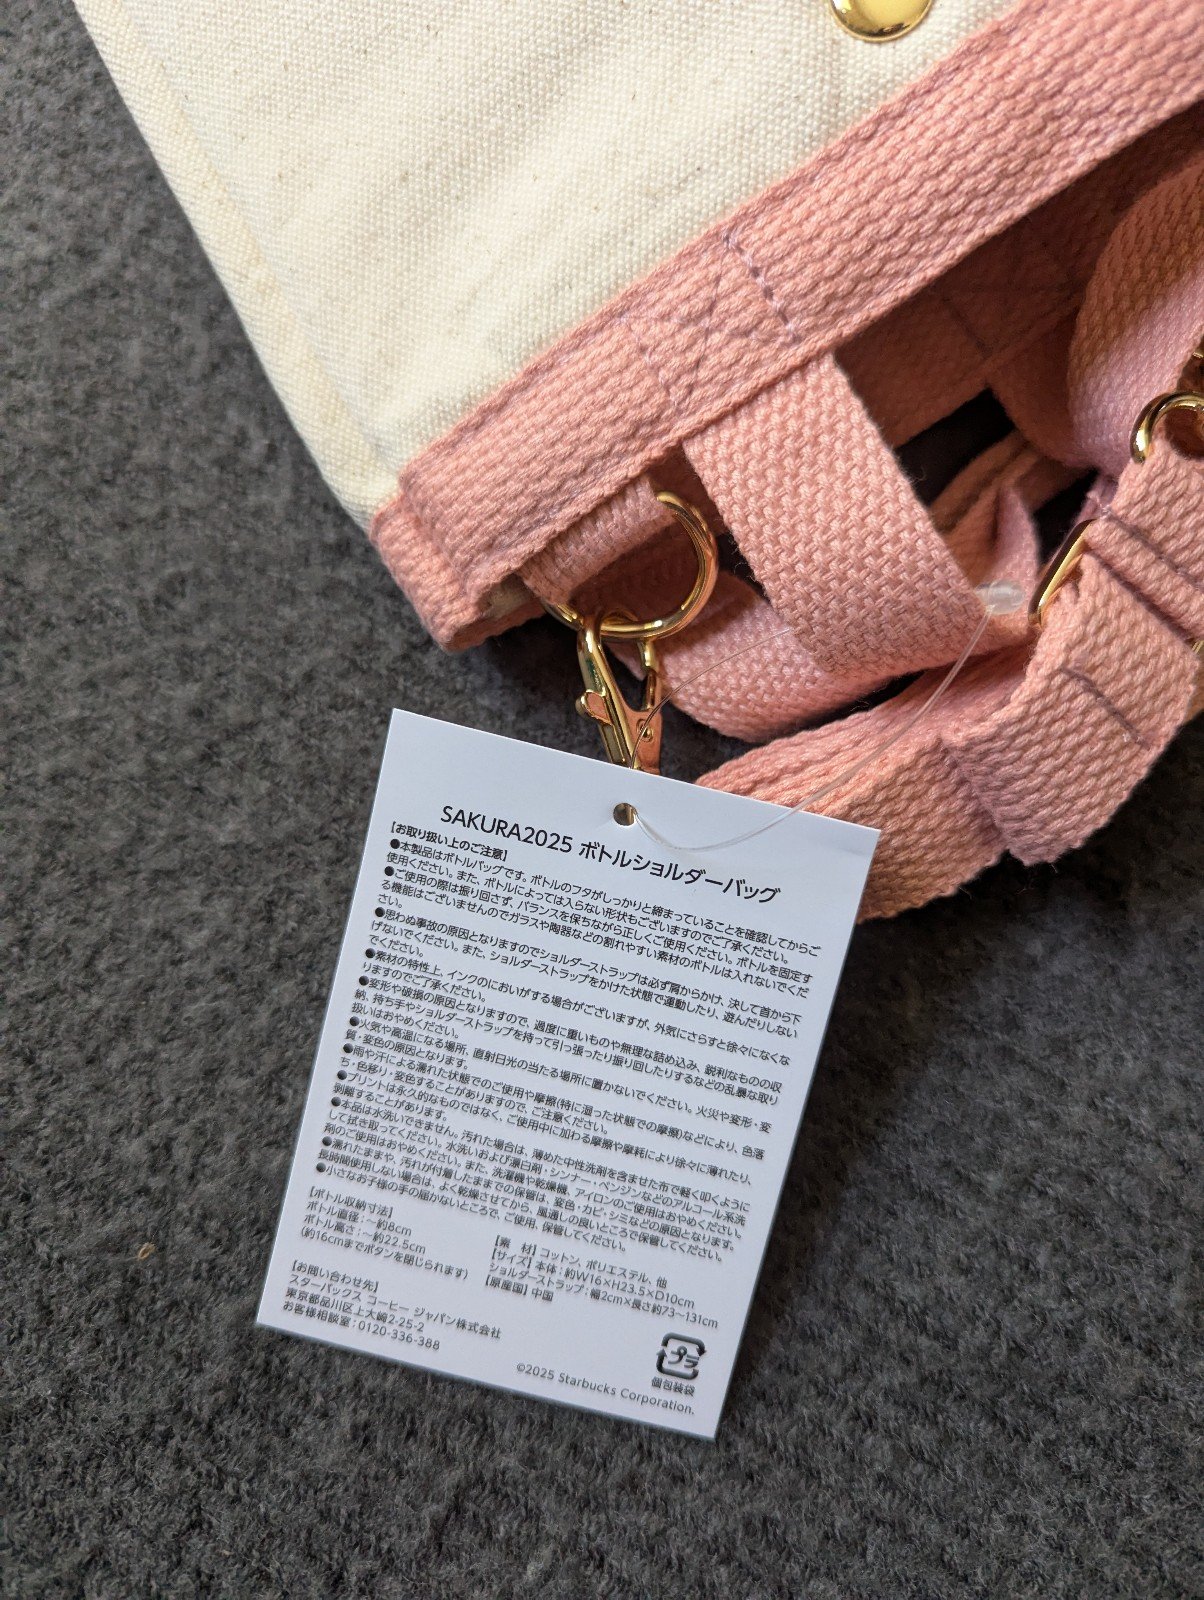 SAKURA2025 ボトルショルダーバッグ
【お取り扱い上のご注意】
●本製品はボトルバッグです。ボトルのフタがしっかりと締まっていることを確認してからご
使用ください。また、ボトルによっては入らない形状もございますのでご了承ください。
●ご使用の際は振り回さず、バランスを保ちながら正しくご使用ください。ボトルを固定す
る機能はございませんのでガラスや陶器などの割れやすい素材のボトルは入れないでくだ
さい。
●思わぬ事故の原因となりますのでショルダーストラップは必ず肩からかけ、決して首から下
げないでください。また、ショルダーストラップをかけた状態で運動したり、遊んだりしない
でください。
●素材の特性上、インクのにおいがする場合がございますが、外気にさらすと徐々になくな
りますのでご了承ください。
●変形や破損の原因となりますので、過度に重いものや無理な詰め込み、鋭利なものの収
納、持ち手やショルダーストラップを持って引っ張ったり振り回したりするなどの乱暴な取り
扱いはおやめください。
●火気や高温になる場所、直射日光の当たる場所に置かないでください。火災や変形・変
質・変色の原因となります。
●雨や汗による濡れた状態でのご使用や摩擦(特に湿った状態での摩擦)などにより、色落
ち・色移り・変色することがありますので、ご注意ください。
●プリントは永久的なものではなく、ご使用中に加わる摩擦や摩耗により徐々に薄れたり、
剥離することがあります。
●本品は水洗いできません。汚れた場合は、薄めた中性洗剤を含ませた布で軽く叩くように
して拭き取ってください。水洗いおよび漂白剤・シンナー・ベンジンなどのアルコール系洗
剤のご使用はおやめください。また、洗濯機や乾燥機、アイロンのご使用はおやめください。
●濡れたままや、汚れが付着したままでの保管は、変色・カビ・シミなどの原因となります。
長時間使用しない場合は、よく乾燥させてから、風通しの良いところで保管してください。
●小さなお子様の手の届かないところで、ご使用、保管してください。
【ボトル収納寸法】
ボトル直径:〜約8cm
ボトル高さ:〜約22.5cm
(約16cmまでボタンを閉じられます)
【素　材】コットン、ポリエステル、他
【サイズ】本体:約W16×H23.5×D10cm
ショルダーストラップ:幅2cm×長さ約73〜131cm
【原産国】中国
【お問い合わせ先】
スターバックス コーヒー ジャパン株式会社
東京都品川区上大崎2-25-2
お客様相談室:0120-336-388
プラ
個包装袋
©2025 Starbucks Corporation.